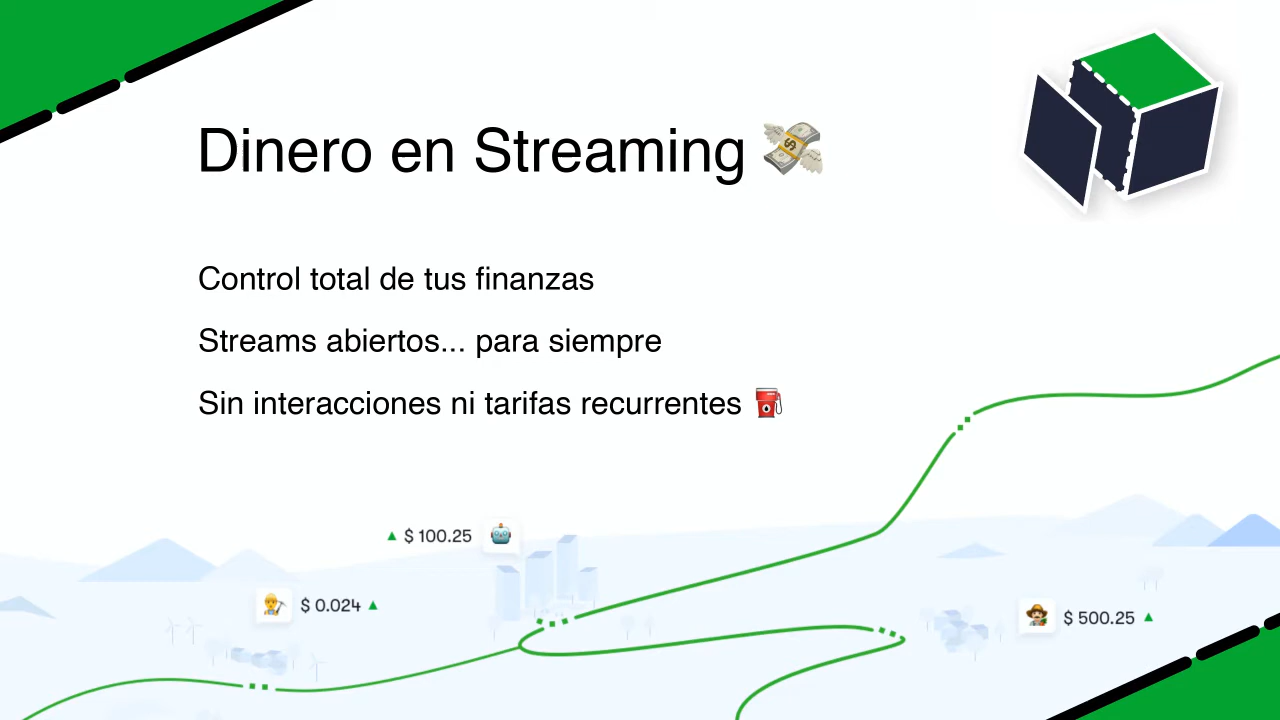 Dinero en Streaming 💸
Control total de tus finanzas
Streams abiertos... para siempre
Sin interacciones ni tarifas recurrentes ⛽
▲ $ 100.25
$ 0.024 ▲
$ 500.25 ▲